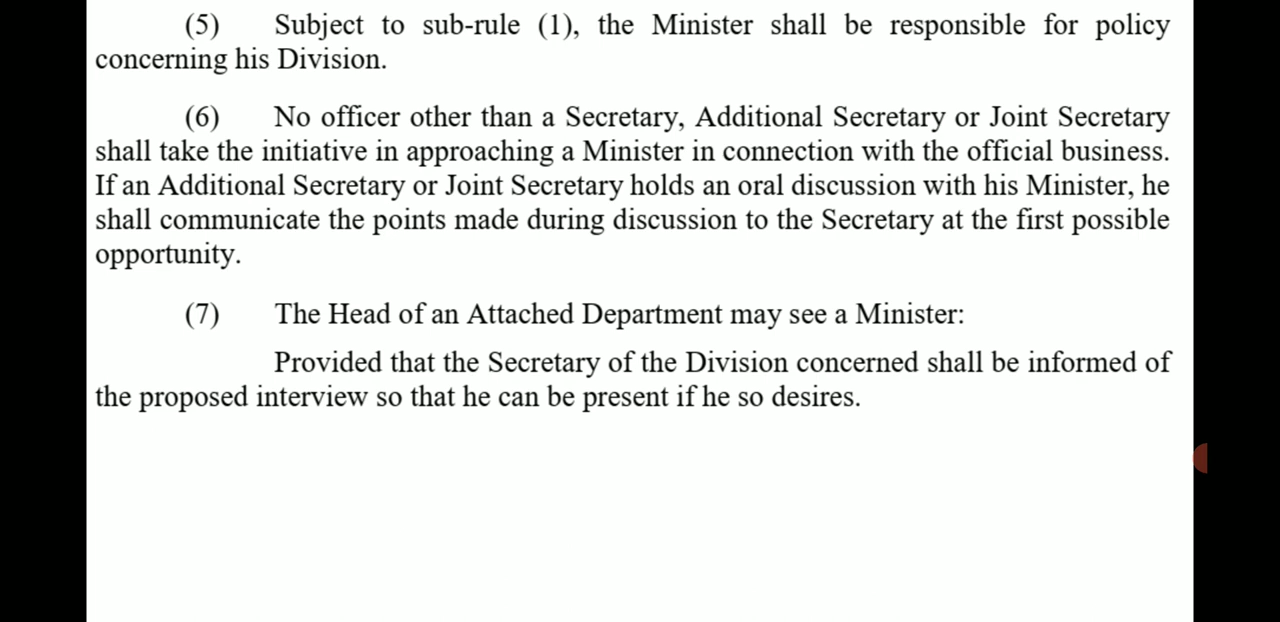 (5) Subject to sub-rule (1), the Minister shall be responsible for policy
concerning his Division.
(6) No officer other than a Secretary, Additional Secretary or Joint Secretary
shall take the initiative in approaching a Minister in connection with the official business.
If an Additional Secretary or Joint Secretary holds an oral discussion with his Minister, he
shall communicate the points made during discussion to the Secretary at the first possible
opportunity.
(7) The Head of an Attached Department may see a Minister:
Provided that the Secretary of the Division concerned shall be informed of
the proposed interview so that he can be present if he so desires.